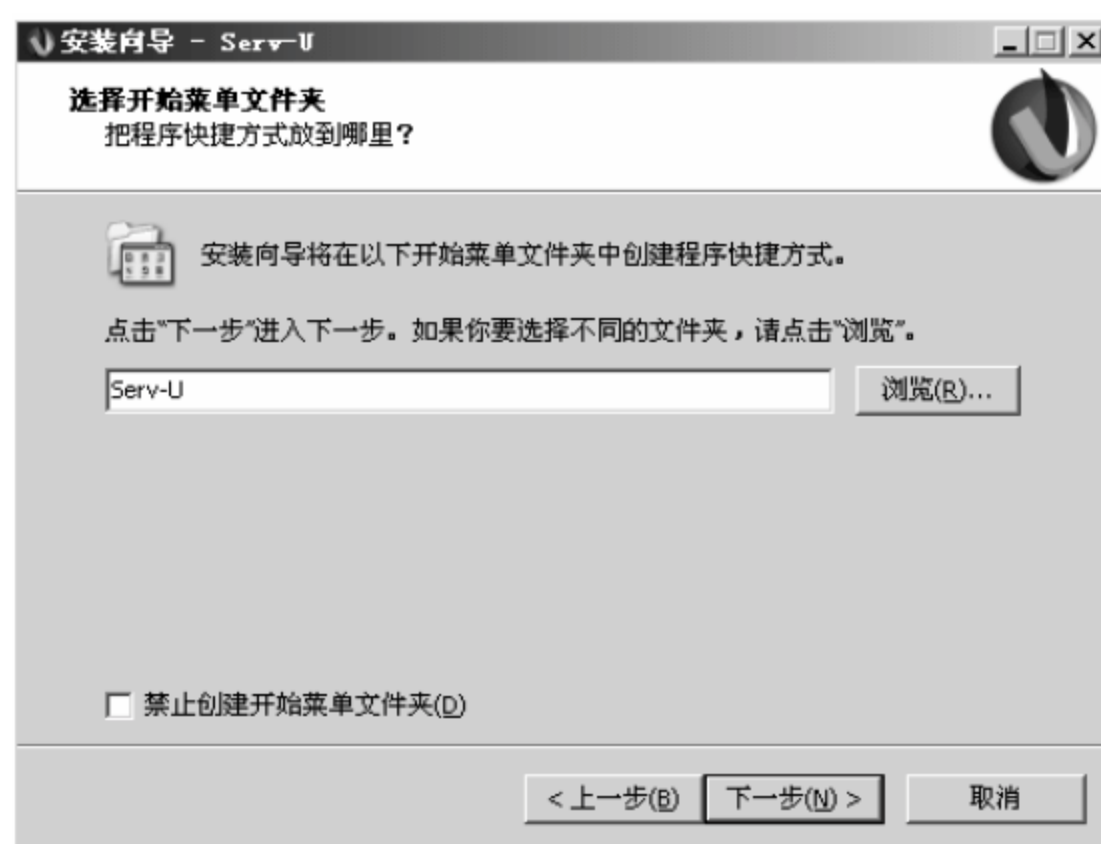 安装向导 - Serv-U
选择开始菜单文件夹
把程序快捷方式放到哪里?
安装向导将在以下开始菜单文件夹中创建程序快捷方式。
点击“下一步”进入下一步。如果你要选择不同的文件夹，请点击“浏览”。
Serv-U 浏览(R)...
禁止创建开始菜单文件夹(D)
< 上一步(B) 下一步(N) > 取消